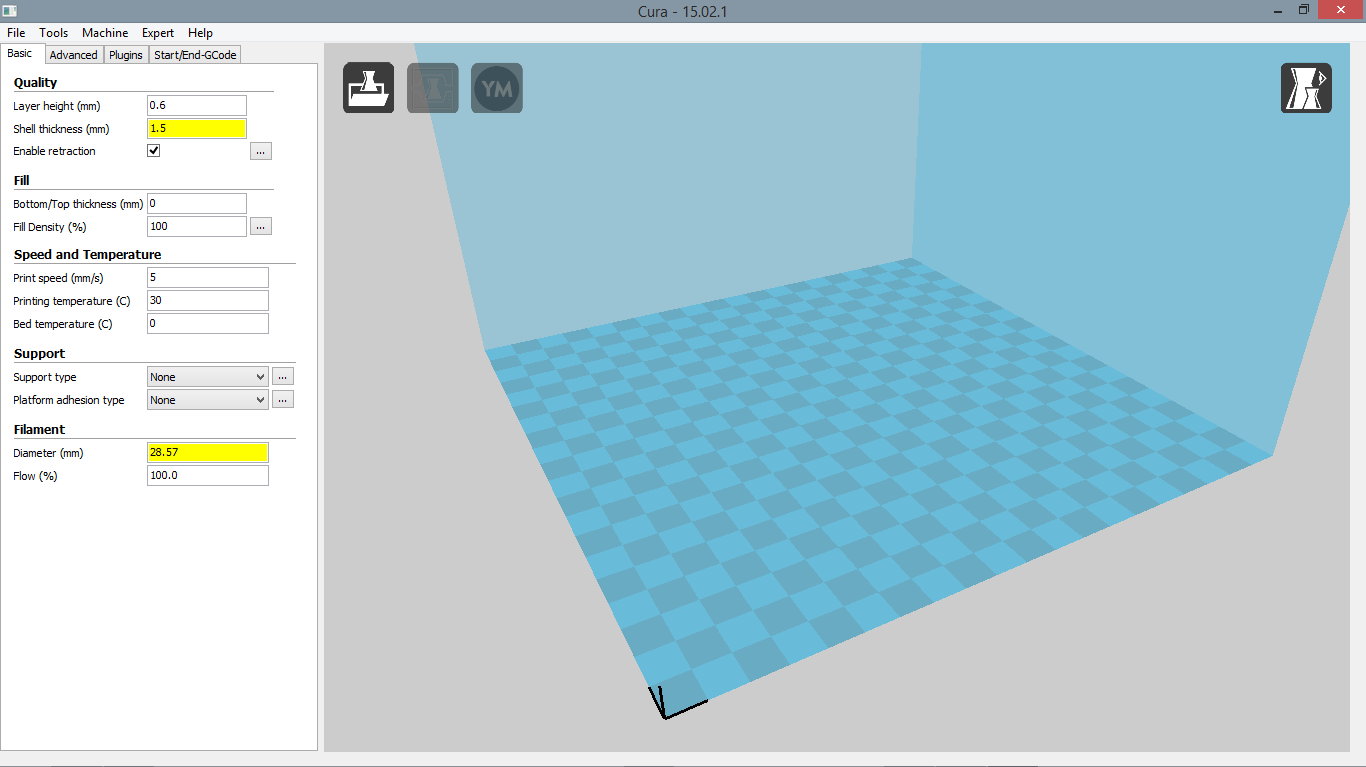 Cura - 15.02.1
File Tools Machine Expert Help
Basic Advanced Plugins Start/End-GCode
Quality
Layer height (mm) 0.6
Shell thickness (mm) 1.5
Enable retraction ...
Fill
Bottom/Top thickness (mm) 0
Fill Density (%) 100 ...
Speed and Temperature
Print speed (mm/s) 5
Printing temperature (C) 30
Bed temperature (C) 0
Support
Support type None ...
Platform adhesion type None ...
Filament
Diameter (mm) 28.57
Flow (%) 100.0
YM